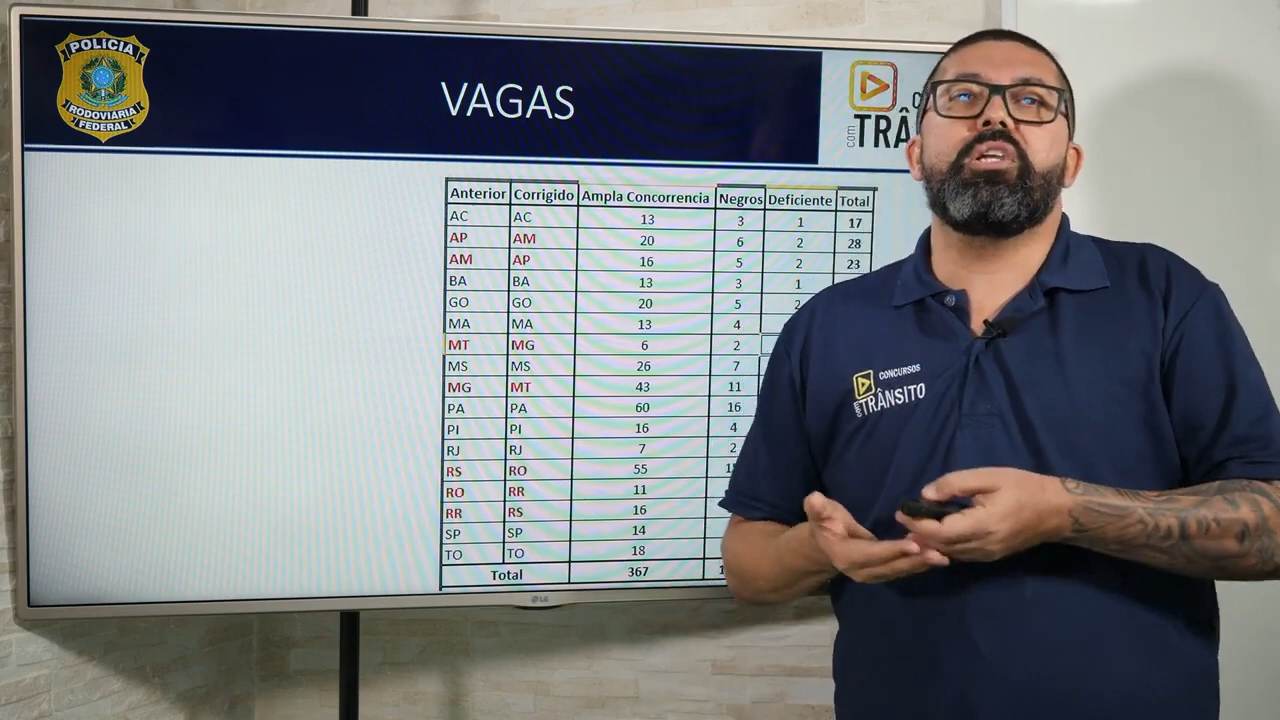 POLÍCIA
RODOVIÁRIA
FEDERAL
VAGAS
com TRÂ
Anterior Corrigido Ampla Concorrencia Negros Deficiente Total
AC AC 13 3 1 17
AP AM 20 6 2 28
AM AP 16 5 2 23
BA BA 13 3 1
GO GO 20 5 2
MA MA 13 4
MT MG 6 2
MS MS 26 7
MG MT 43 11
PA PA 60 16
PI PI 16 4
RJ RJ 7 2
RS RO 55
RO RR 11
RR RS 16
SP SP 14
TO TO 18
Total 367
LG
CONCURSOS
com TRÂNSITO